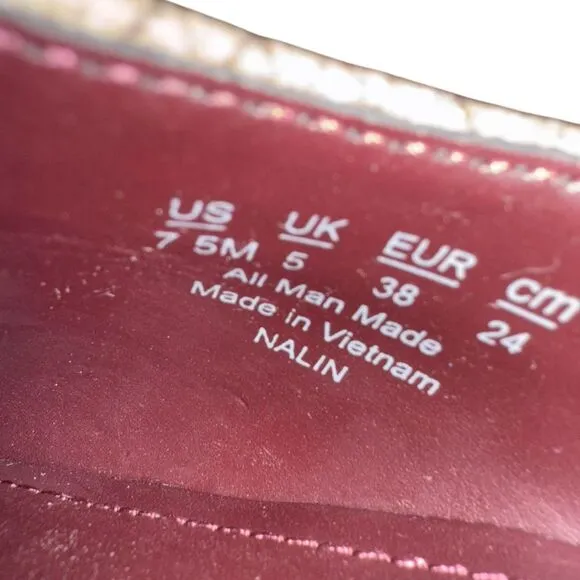 US UK EUR cm
7 5M 5 38 24
All Man Made
Made in Vietnam
NALIN